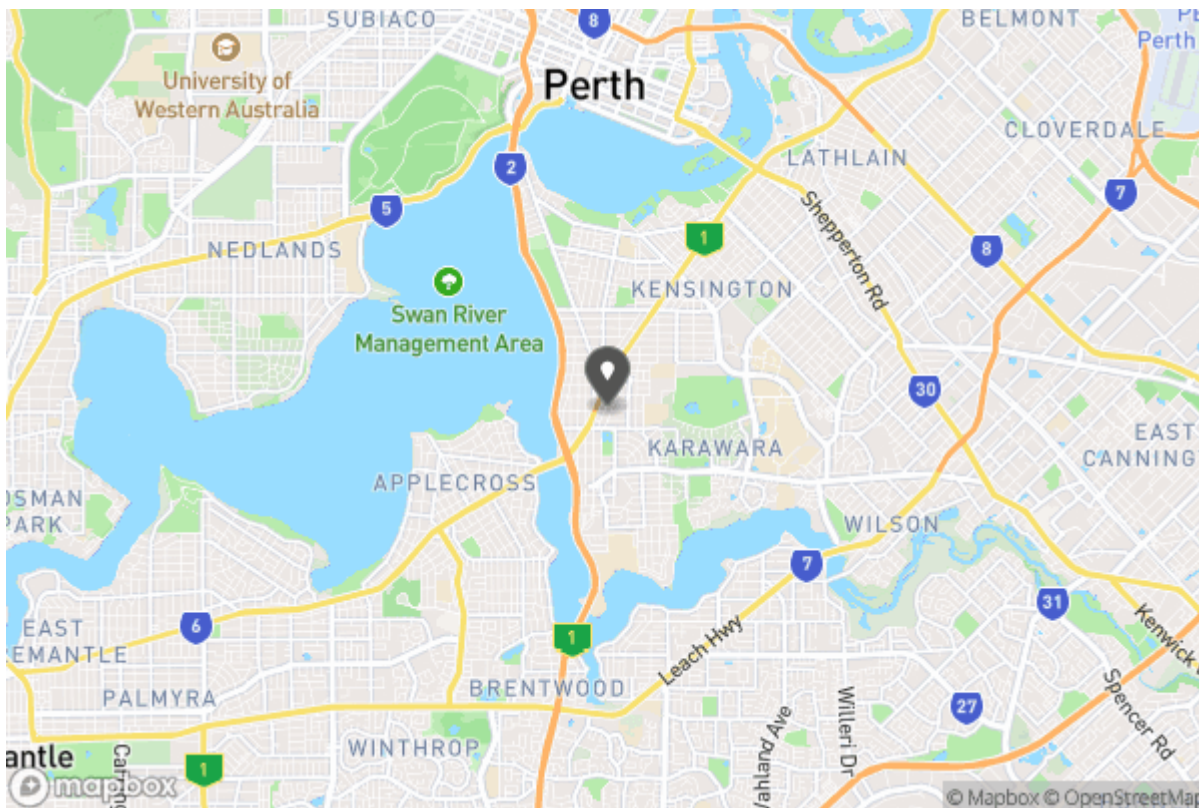 SUBIACO
8
BELMONT
Perth
University of
Western Australia
Perth
CLOVERDALE
2
LATHLAIN
7
5
Shepperton Rd
NEDLANDS
1
8
KENSINGTON
Swan River
Management Area
30
KARAWARA
EAST
CANNING
APPLECROSS
OSMAN
PARK
WILSON
7
31
6
EAST
REMANTLE
1
Leach Hwy
Kenwick
BRENTWOOD
PALMYRA
Spencer Rd
Willeri Dr
27
WINTHROP
antle
1
mapbox
© Mapbox © OpenStreetMap